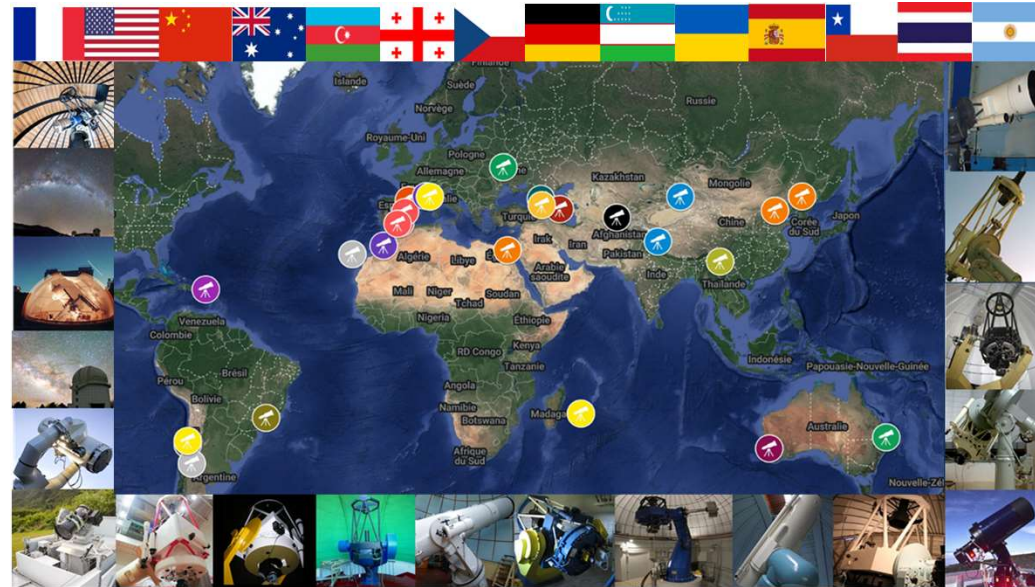 Islande
Finlande
Suède
Norvège
Russie
Royaume-Uni
Pologne
Allemagne
Kazakhstan
Mongolie
Turquie
Chine
Corée
du Sud
Japon
Afghanistan
Irak
Iran
Pakistan
Algérie
Libye
Arabie
saoudite
Inde
Thaïlande
Mali
Niger
Tchad
Soudan
Nigeria
Éthiopie
Venezuela
Colombie
Kenya
RD Congo
Tanzanie
Indonésie
Papouasie-Nouvelle-Guinée
Pérou
Brésil
Bolivie
Angola
Namibie
Botswana
Madaga
Australie
Afrique
du Sud
Argentine
Nouvelle-Zél